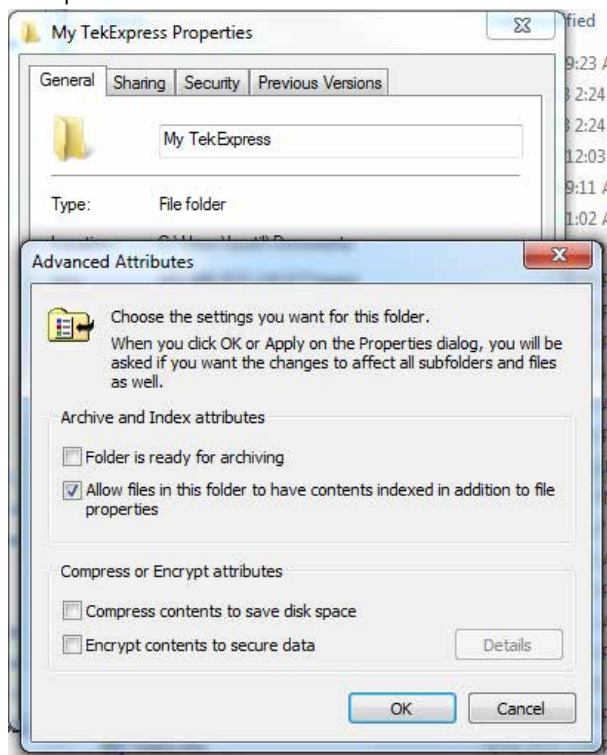 My TekExpress Properties
ified
General Sharing Security Previous Versions
9:23 A
2:24
My TekExpress
2:24
12:03
9:11 A
Type: File folder
1:02 A
Advanced Attributes
Choose the settings you want for this folder.
When you click OK or Apply on the Properties dialog, you will be
asked if you want the changes to affect all subfolders and files
as well.
Archive and Index attributes
Folder is ready for archiving
Allow files in this folder to have contents indexed in addition to file
properties
Compress or Encrypt attributes
Compress contents to save disk space
Encrypt contents to secure data
Details
OK Cancel